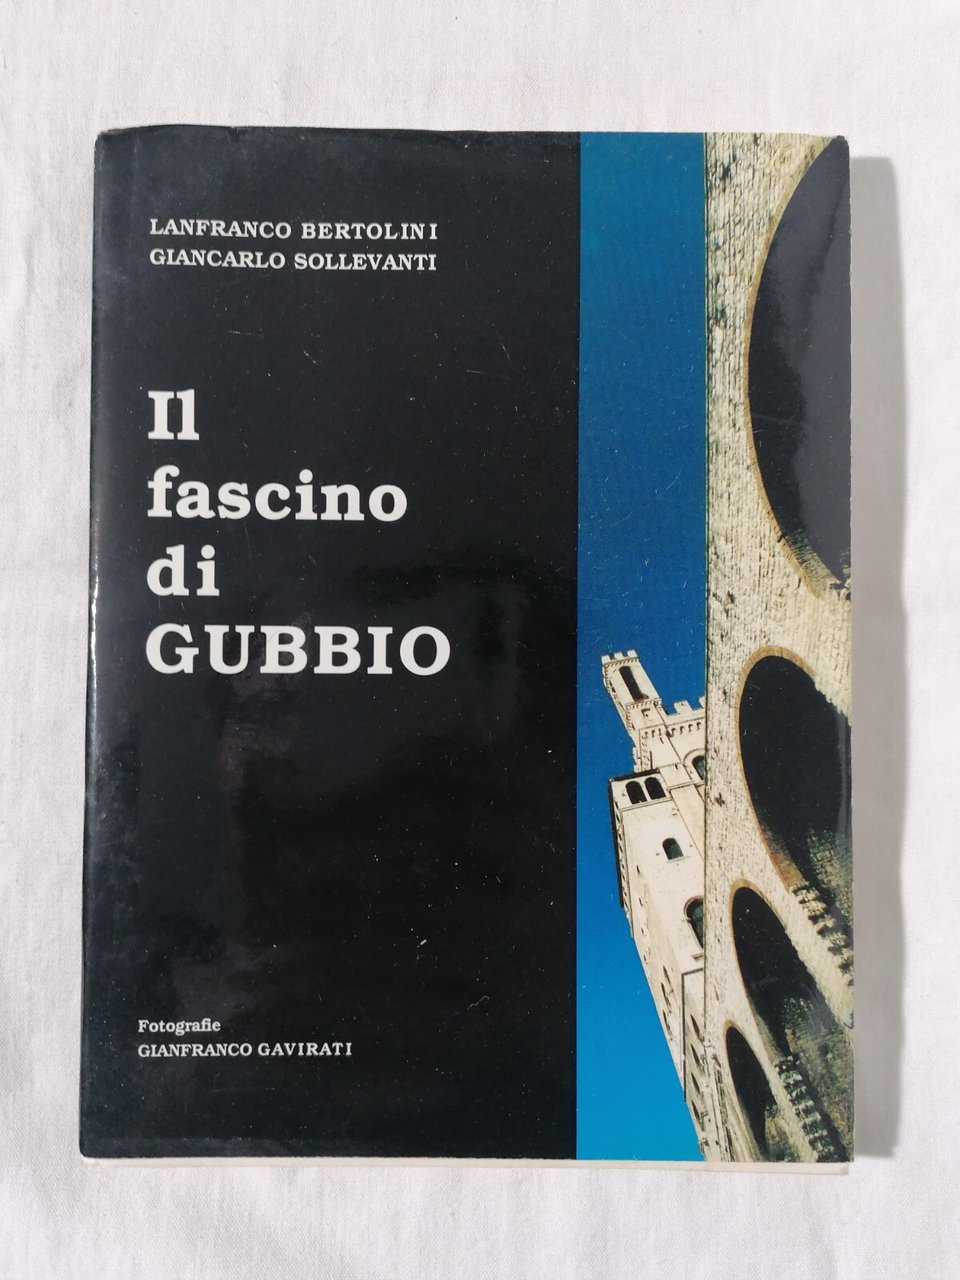 LANFRANCO BERTOLINI
GIANCARLO SOLLEVANTI
Il
fascino
di
GUBBIO
Fotografie
GIANFRANCO GAVIRATI